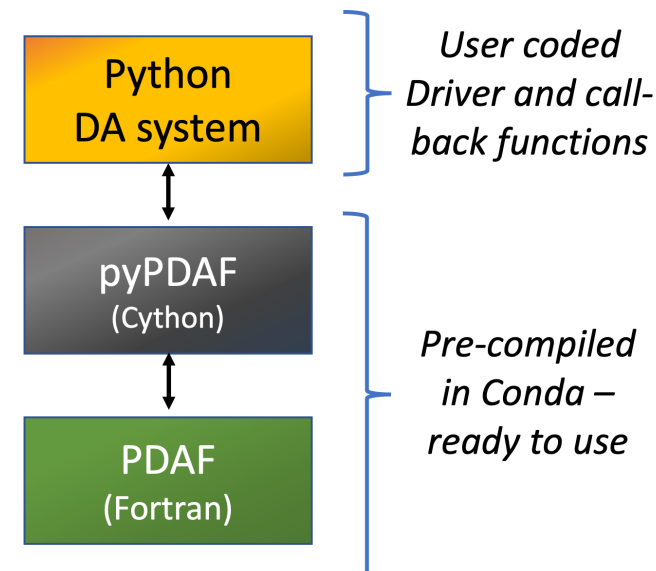 Python
DA system
User coded
Driver and call-
back functions
pyPDAF
(Cython)
PDAF
(Fortran)
Pre-compiled
in Conda –
ready to use